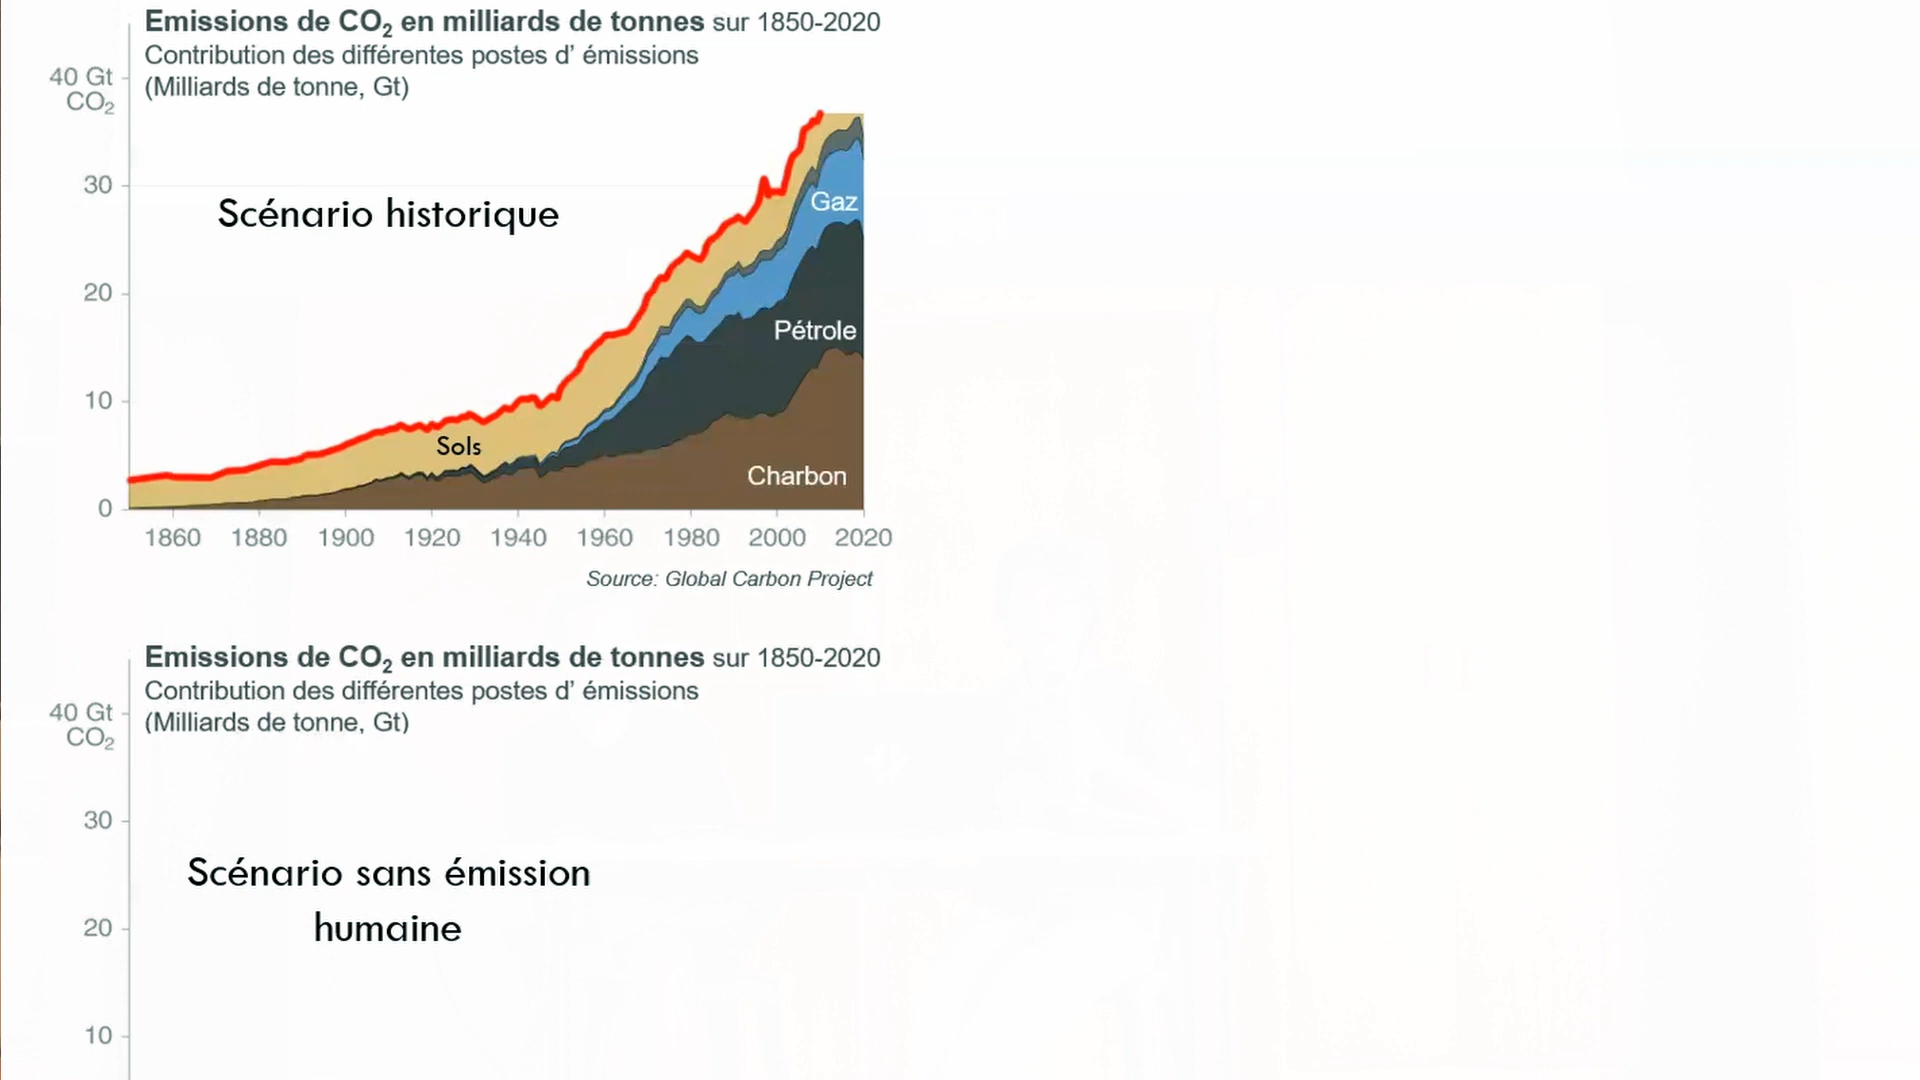 Emissions de CO₂ en milliards de tonnes sur 1850-2020
Contribution des différentes postes d’ émissions
(Milliards de tonne, Gt)
40 Gt
CO₂
30
20
10
0
Scénario historique
Gaz
Pétrole
Sols
Charbon
1860 1880 1900 1920 1940 1960 1980 2000 2020
Source: Global Carbon Project
Emissions de CO₂ en milliards de tonnes sur 1850-2020
Contribution des différentes postes d’ émissions
(Milliards de tonne, Gt)
40 Gt
CO₂
30
20
10
Scénario sans émission
humaine